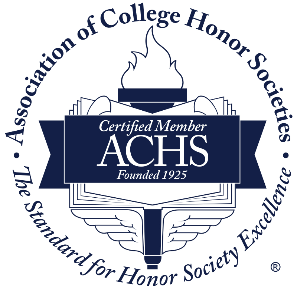 • Association of College Honor Societies •
Certified Member
ACHS
Founded 1925
The Standard for Honor Society Excellence
®